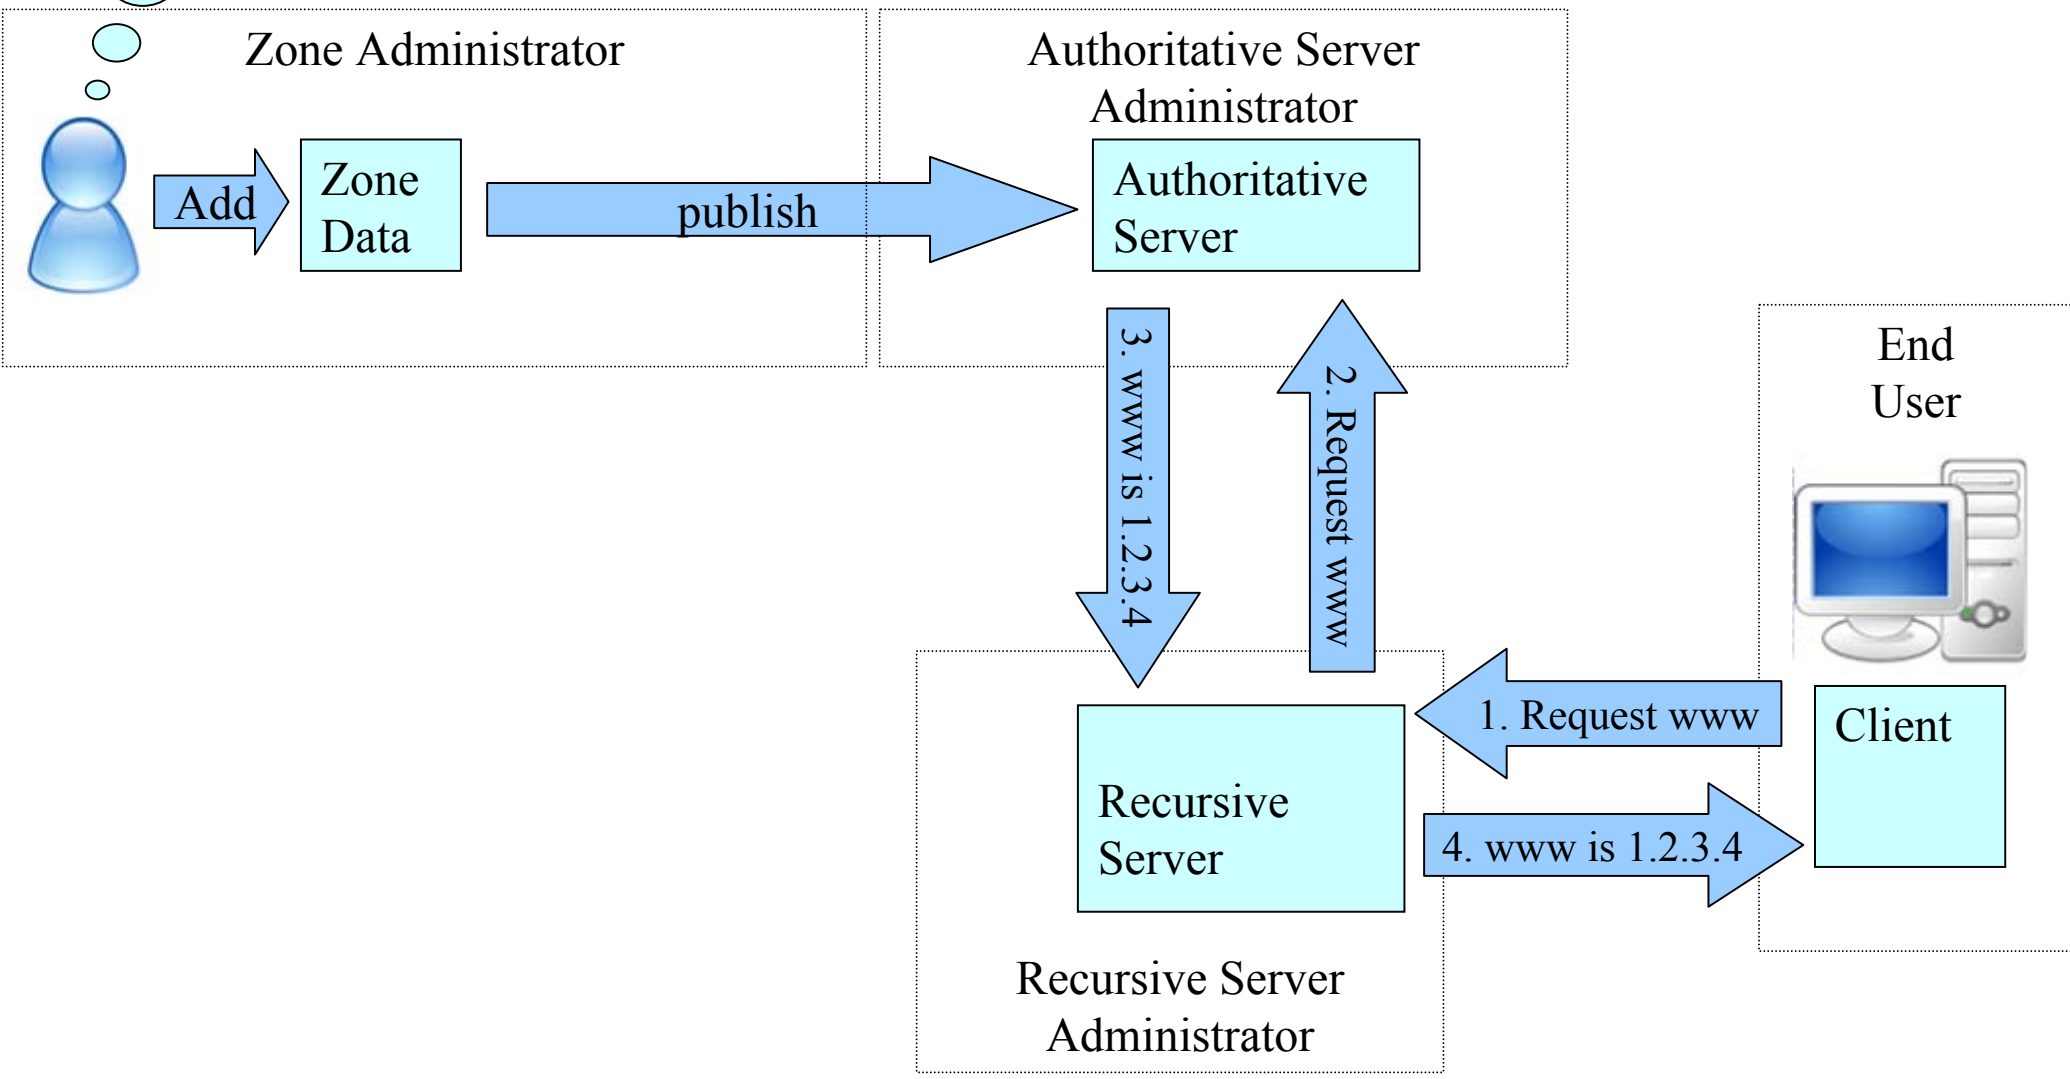 Zone Administrator
Authoritative Server
Administrator
Add
Zone
Data
publish
Authoritative
Server
3. www is 1.2.3.4
2. Request www
End
User
1. Request www
Client
Recursive
Server
4. www is 1.2.3.4
Recursive Server
Administrator